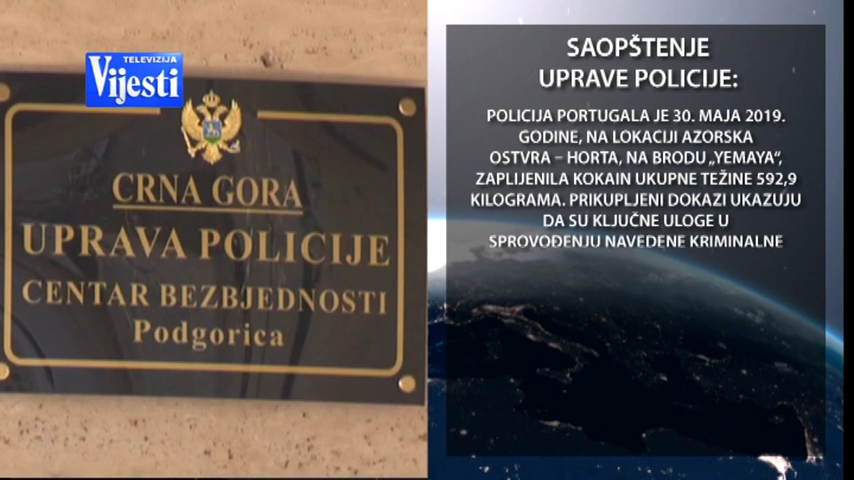 TELEVIZIJA
Vijesti
CRNA GORA
UPRAVA POLICIJE
CENTAR BEZBJEDNOSTI
Podgorica
SAOPŠTENJE
UPRAVE POLICIJE:
POLICIJA PORTUGALA JE 30. MAJA 2019.
GODINE, NA LOKACIJI AZORSKA
OSTVRA – HORTA, NA BRODU „YEMAYA“,
ZAPLIJENILA KOKAIN UKUPNE TEŽINE 592,9
KILOGRAMA. PRIKUPLJENI DOKAZI UKAZUJU
DA SU KLJUČNE ULOGE U
SPROVOĐENJU NAVEDENE KRIMINALNE